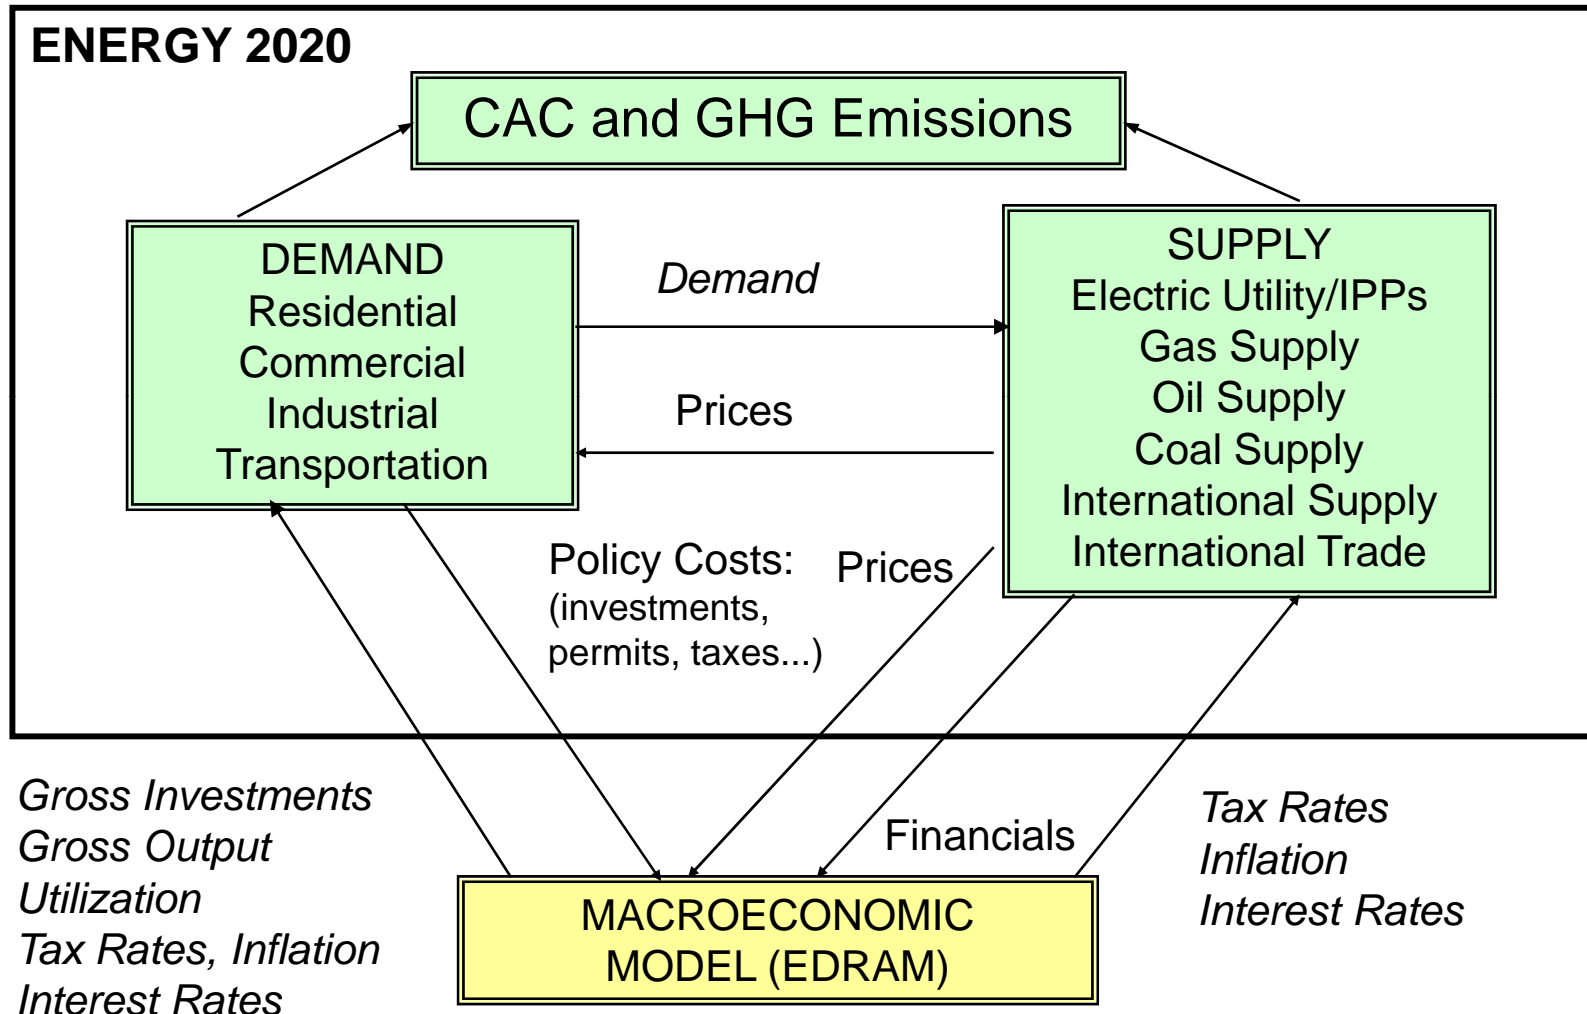 ENERGY 2020
CAC and GHG Emissions
DEMAND
Residential
Commercial
Industrial
Transportation
Demand
Prices
SUPPLY
Electric Utility/IPPs
Gas Supply
Oil Supply
Coal Supply
International Supply
International Trade
Policy Costs:
(investments,
permits, taxes...)
Prices
Gross Investments
Gross Output
Utilization
Tax Rates, Inflation
Interest Rates
Financials
Tax Rates
Inflation
Interest Rates
MACROECONOMIC
MODEL (EDRAM)